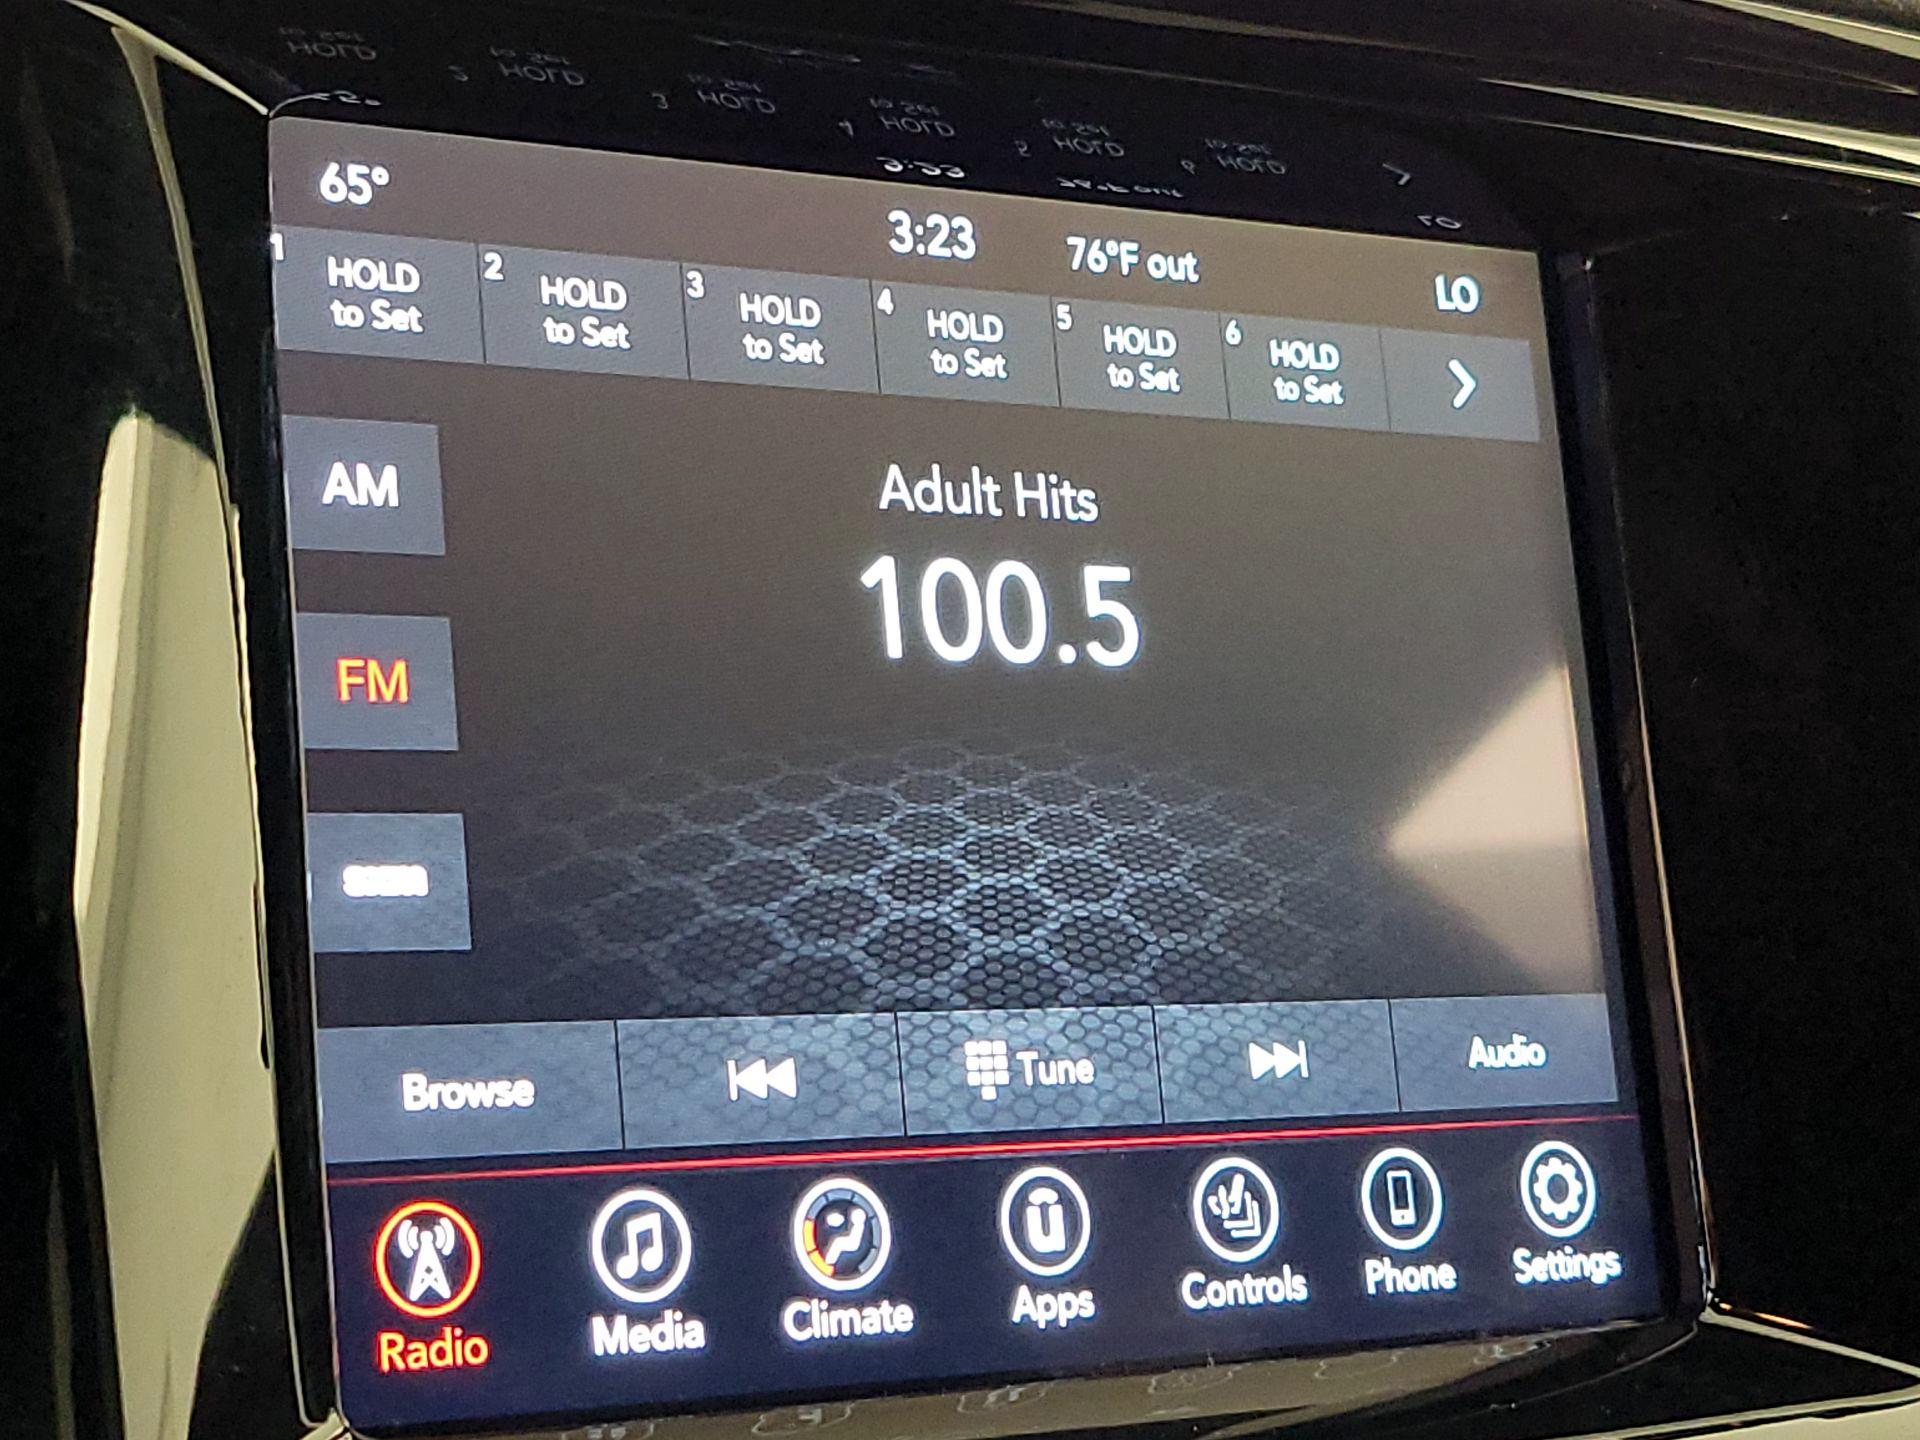 65°
3:23
76°F out
LO
1
HOLD
to Set
2
HOLD
to Set
3
HOLD
to Set
4
HOLD
to Set
5
HOLD
to Set
6
HOLD
to Set
AM
Adult Hits
100.5
FM
Browse
Tune
Audio
Radio
Media
Climate
Apps
Controls
Phone
Settings